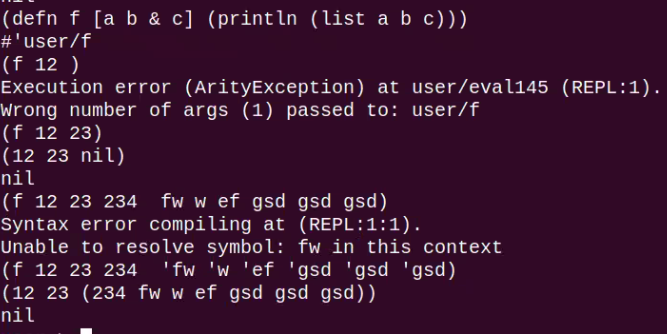 nil
(defn f [a b & c] (println (list a b c)))
#'user/f
(f 12 )
Execution error (ArityException) at user/eval145 (REPL:1).
Wrong number of args (1) passed to: user/f
(f 12 23)
(12 23 nil)
nil
(f 12 23 234  fw w ef gsd gsd gsd)
Syntax error compiling at (REPL:1:1).
Unable to resolve symbol: fw in this context
(f 12 23 234  'fw 'w 'ef 'gsd 'gsd 'gsd)
(12 23 (234 fw w ef gsd gsd gsd))
nil